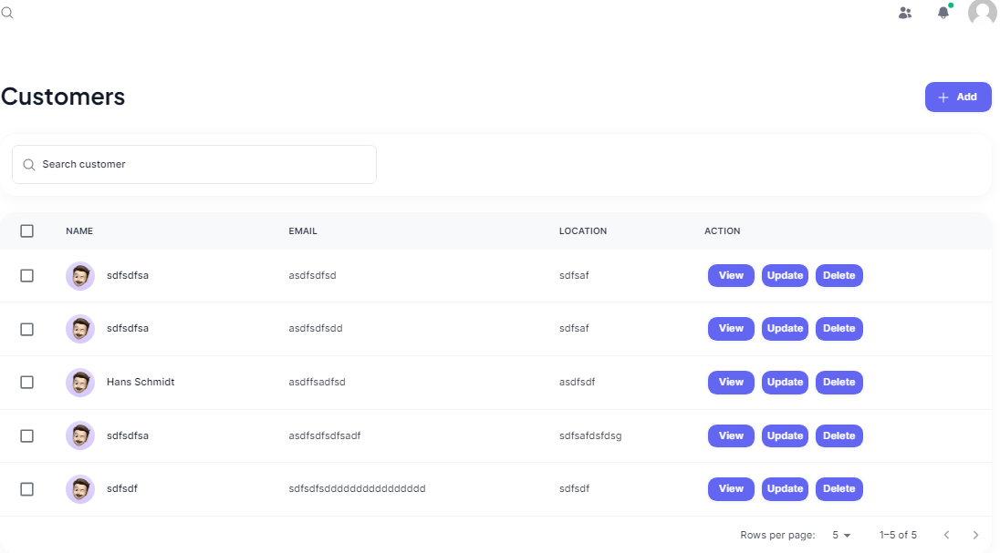 Customers
Add
Search customer
NAME EMAIL LOCATION ACTION
sdfsdfsa asdfsdfsd sdfsaf View Update Delete
sdfsdfsa asdfsdfsdd sdfsaf View Update Delete
Hans Schmidt asdffsadfsd asdfsdf View Update Delete
sdfsdfsa asdfsdfsdfsadf sdfsafdsfdsg View Update Delete
sdfsdf sdfsdfsdddddddddddddddd sdfsdf View Update Delete
Rows per page: 5 1–5 of 5